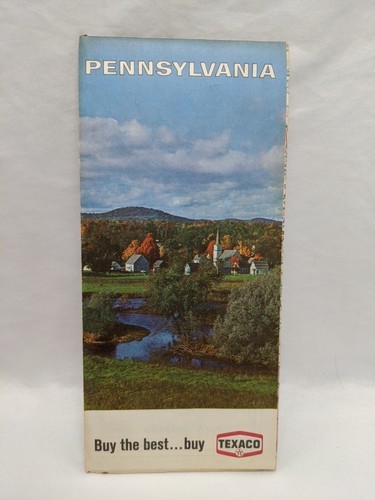 PENNSYLVANIA
Buy the best...buy TEXACO